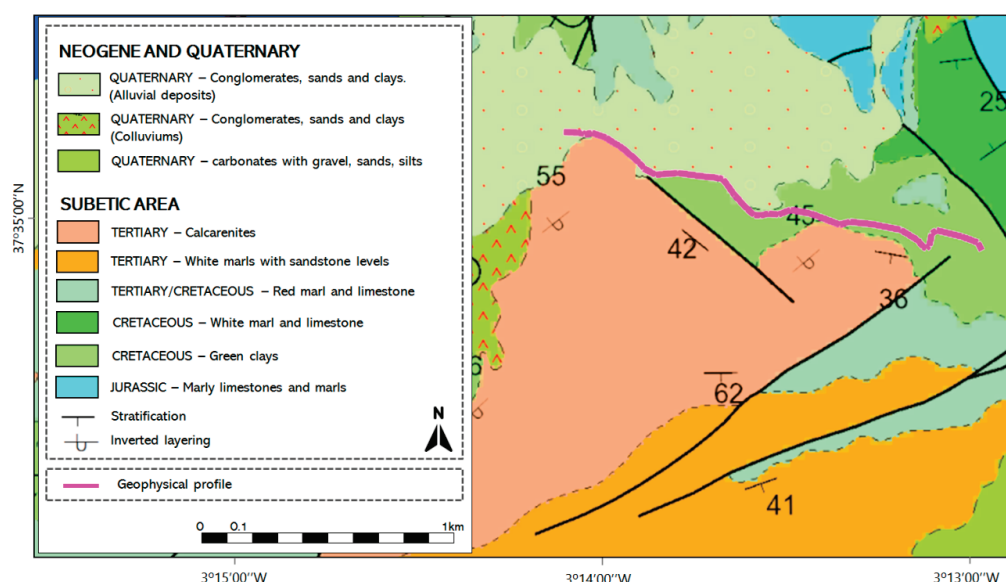 NEOGENE AND QUATERNARY
QUATERNARY – Conglomerates, sands and clays.
(Alluvial deposits)
QUATERNARY – Conglomerates, sands and clays
(Colluviums)
QUATERNARY – carbonates with gravel, sands, silts
SUBETIC AREA
TERTIARY – Calcarenites
TERTIARY – White marls with sandstone levels
TERTIARY/CRETACEOUS – Red marl and limestone
CRETACEOUS – White marl and limestone
CRETACEOUS – Green clays
JURASSIC – Marly limestones and marls
Stratification
Inverted layering
N
Geophysical profile
0 0.1 1km
37°35'00''N
25
55
45
42
36
6
62
41
3°15'00''W
3°14'00''W
3°13'00''W